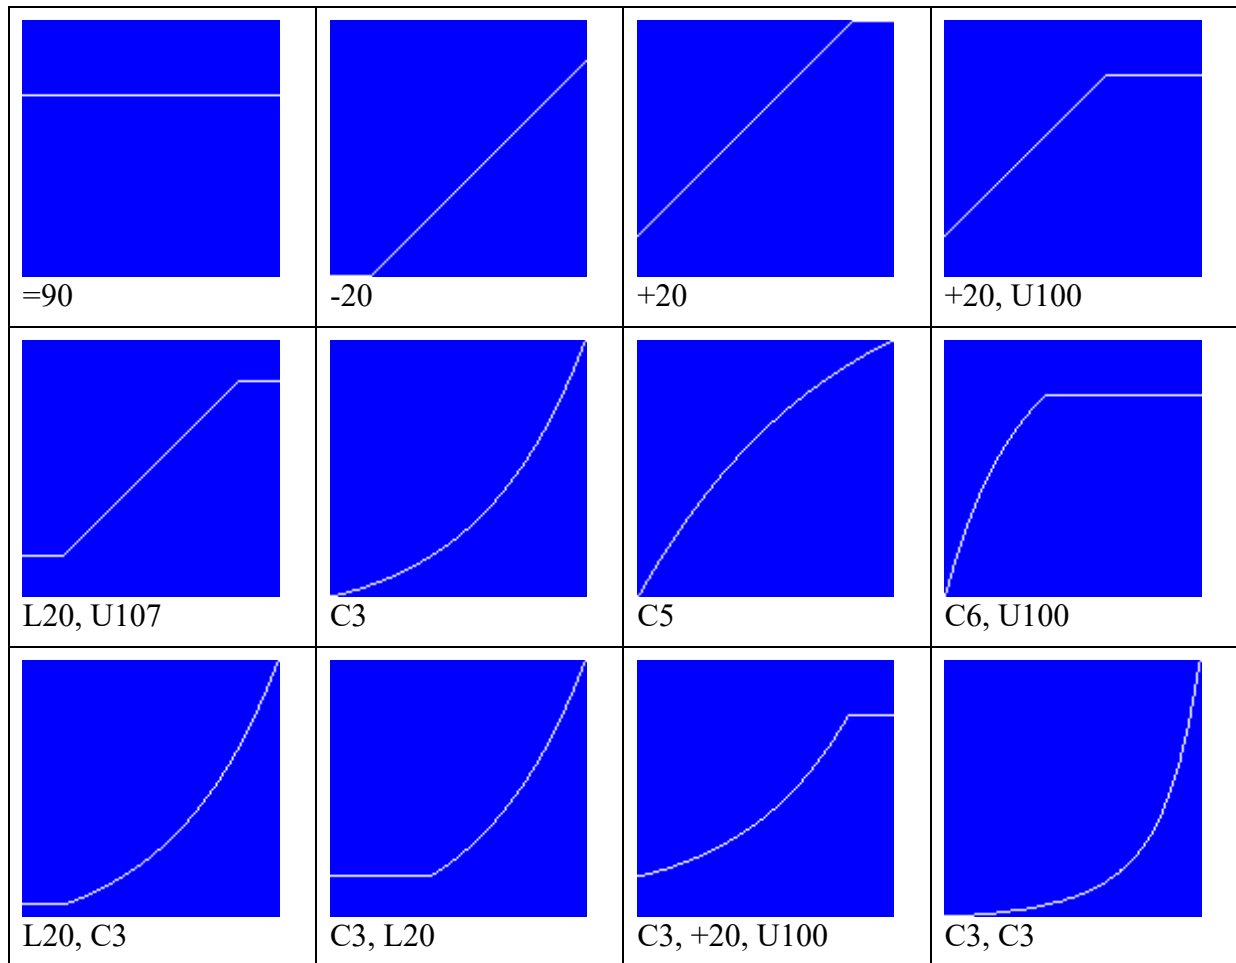 =90
-20
+20
+20, U100
L20, U107
C3
C5
C6, U100
L20, C3
C3, L20
C3, +20, U100
C3, C3